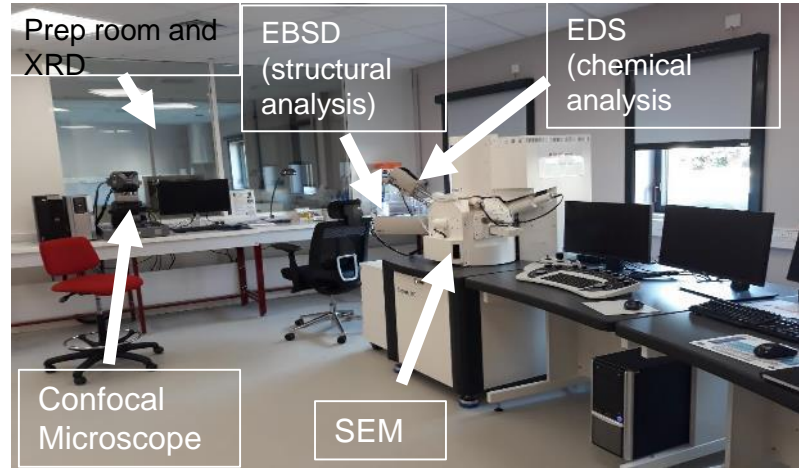 Prep room and
XRD
EBSD
(structural
analysis)
EDS
(chemical
analysis
Confocal
Microscope
SEM